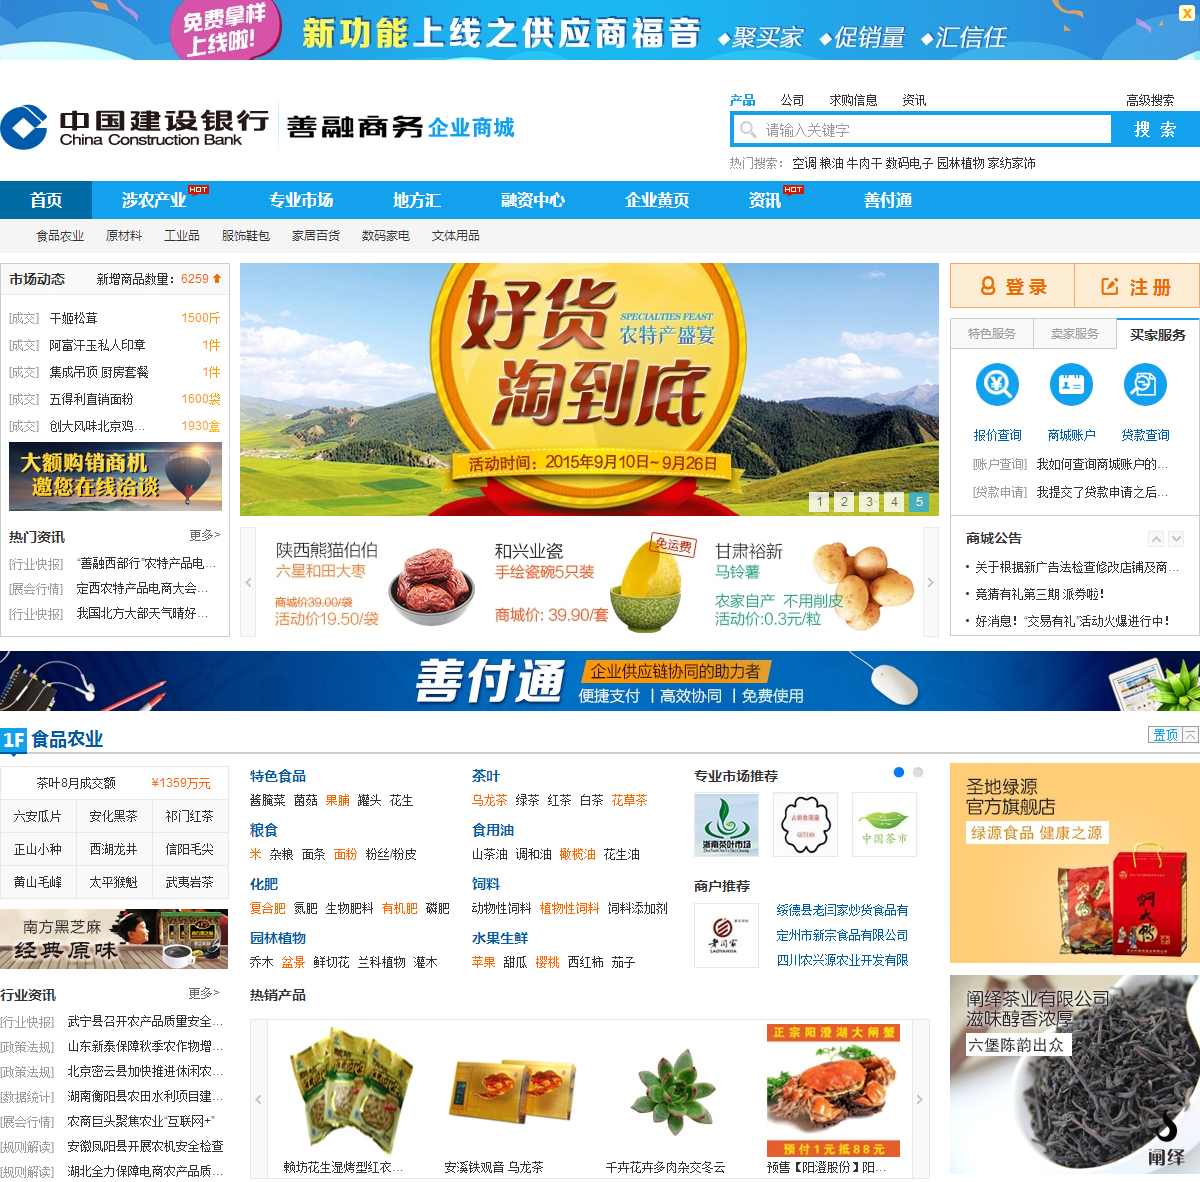 免费拿样
上线啦!
新功能上线之供应商福音 ◆聚买家 ◆促销量 ◆汇信任
X
中国建设银行
China Construction Bank
善融商务企业商城
产品 公司 求购信息 资讯 高级搜索
请输入关键字 搜 索
热门搜索: 空调 粮油 牛肉干 数码电子 园林植物 家纺家饰
首页 涉农产业 HOT 专业市场 地方汇 融资中心 企业黄页 资讯 HOT 善付通
食品农业 原材料 工业品 服饰鞋包 家居百货 数码家电 文体用品
市场动态 新增商品数量: 6259
[成交] 干姬松茸 1500斤
[成交] 阿富汗玉私人印章 1件
[成交] 集成吊顶 厨房套餐 1件
[成交] 五得利直销面粉 1600袋
[成交] 创大风味北京鸡... 1930盒
大额购销商机
邀您在线洽谈
热门资讯 更多>
[行业快报] “善融西部行”农特产品电...
[展会行情] 定西农特产品电商大会...
[行业快报] 我国北方大部天气晴好...
好货
淘到底
SPECIALTIES FEAST
农特产盛宴
活动时间：2015年9月10日~9月26日
1 2 3 4 5
陕西熊猫伯伯
六星和田大枣
商城价39.00/袋
活动价19.50/袋
和兴业瓷
手绘瓷碗5只装
商城价: 39.90/套
免运费
甘肃裕新
马铃薯
农家自产 不用削皮
活动价:0.3元/粒
登录 注册
特色服务 卖家服务 买家服务
报价查询 商城账户 贷款查询
[账户查询] 我如何查询商城账户的...
[贷款申请] 我提交了贷款申请之后...
商城公告
• 关于根据新广告法检查修改店铺及商...
• 竞猜有礼第三期 派券啦!
• 好消息! “交易有礼”活动火爆进行中!
善付通 企业供应链协同的助力者
便捷支付 | 高效协同 | 免费使用
1F 食品农业 置顶
茶叶8月成交额 ¥1359万元
六安瓜片 安化黑茶 祁门红茶
正山小种 西湖龙井 信阳毛尖
黄山毛峰 太平猴魁 武夷岩茶
南方黑芝麻
经典原味
行业资讯 更多>
[行业快报] 武宁县召开农产品质量安全...
[政策法规] 山东新泰保障秋季农作物增...
[政策法规] 北京密云县加快推进休闲农...
[数据统计] 湖南衡阳县农田水利项目建...
[展会行情] 农商巨头聚焦农业“互联网+”
[规则解读] 安徽凤阳县开展农机安全检查
[规则解读] 湖北全力保障电商农产品质...
特色食品
酱腌菜 菌菇 果脯 罐头 花生
粮食
米 杂粮 面条 面粉 粉丝/粉皮
化肥
复合肥 氮肥 生物肥料 有机肥 磷肥
园林植物
乔木 盆景 鲜切花 兰科植物 灌木
茶叶
乌龙茶 绿茶 红茶 白茶 花草茶
食用油
山茶油 调和油 橄榄油 花生油
饲料
动物性饲料 植物性饲料 饲料添加剂
水果生鲜
苹果 甜瓜 樱桃 西红柿 茄子
专业市场推荐
浙南茶叶市场
GUTIAN
中国茶市
商户推荐
老闫家
LAOYANJIA
绥德县老闫家炒货食品有
定州市新宗食品有限公司
四川农兴源农业开发有限
热销产品
赖坊花生湿烤型红衣...
安溪铁观音 乌龙茶
千卉花卉多肉杂交冬云
正宗阳澄湖大闸蟹
预付1元抵88元
预售【阳澄股份】阳...
圣地绿源
官方旗舰店
绿源食品 健康之源
阐绎茶业有限公司
滋味醇香浓厚
六堡陈韵出众
阐绎